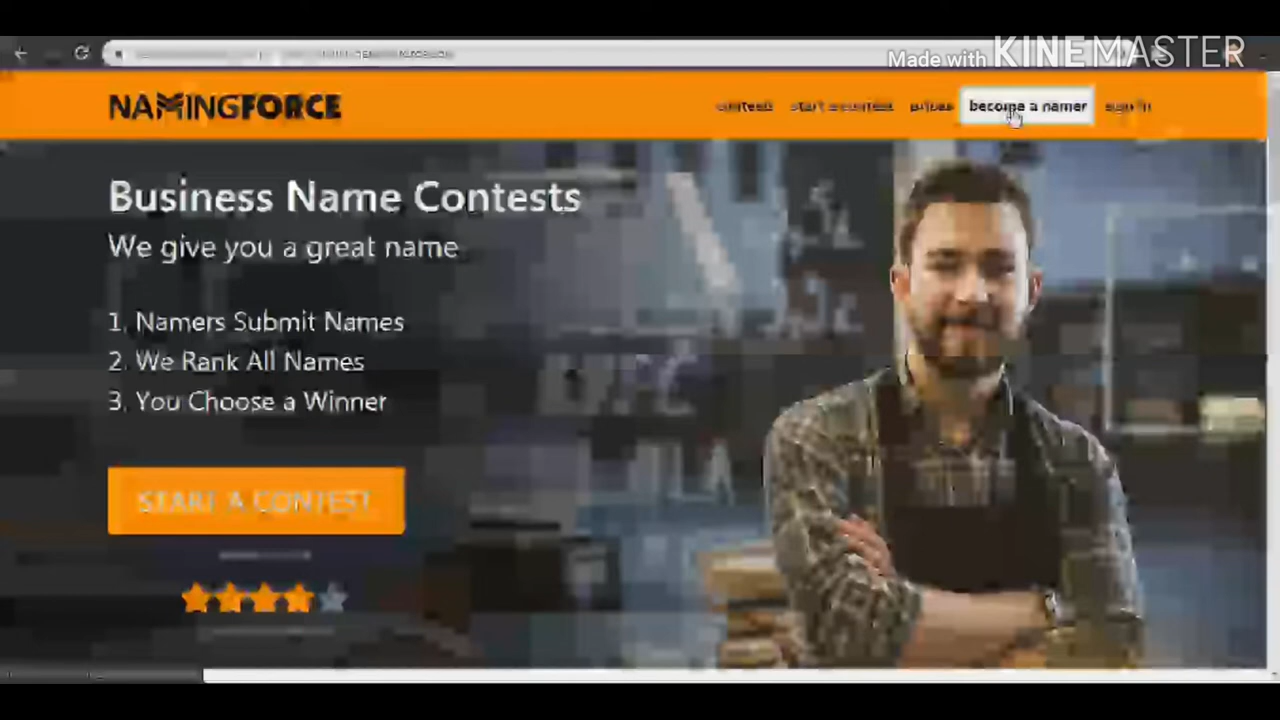 Made with KINEMASTER
NAMINGFORCE
contests start a contest prices become a namer sign in
Business Name Contests
We give you a great name
1. Namers Submit Names
2. We Rank All Names
3. You Choose a Winner
START A CONTEST